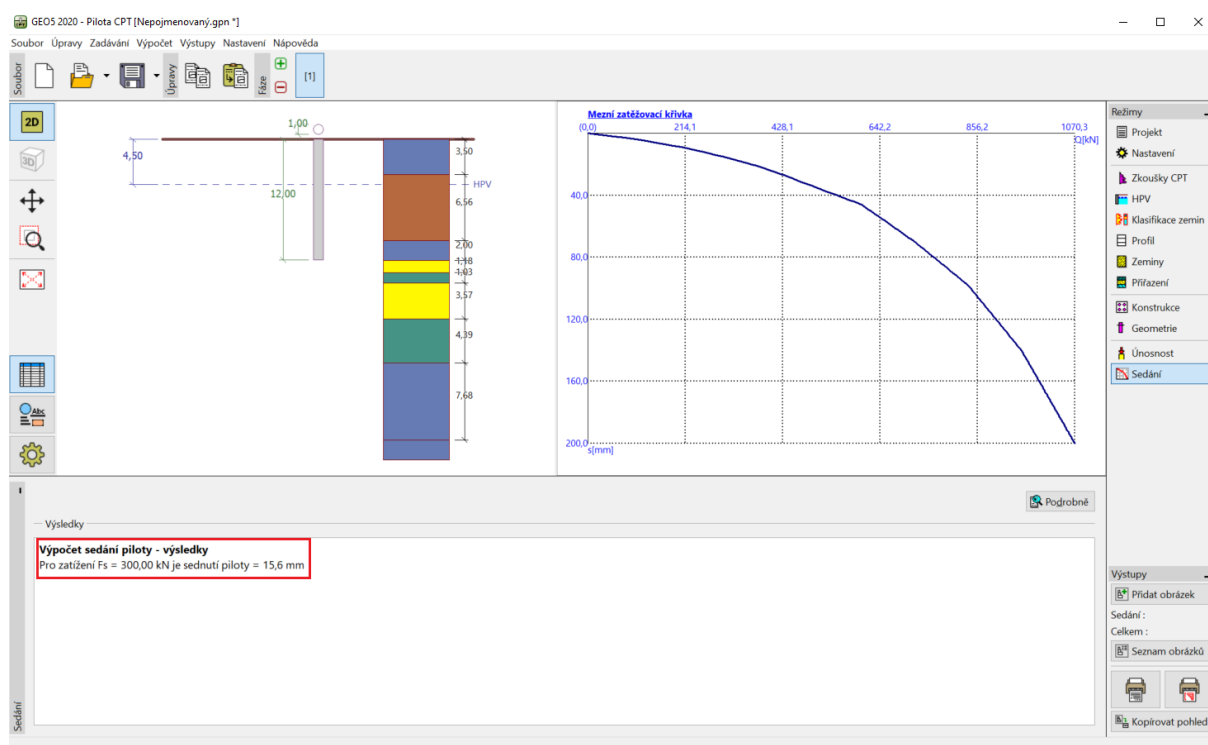 GEO5 2020 - Pilota CPT [Nepojmenovaný.gpn *]
Soubor Úpravy Zadávání Výpočet Výstupy Nastavení Nápověda
Soubor
Úpravy
Fáze
[1]
2D
3D
Abc
1,00
4,50
12,00
HPV
3,50
6,56
2,00
1,18
1,03
3,57
4,39
7,68
Mezní zatěžovací křivka
(0,0) 214,1 428,1 642,2 856,2 1070,3
Q[kN]
40,0
80,0
120,0
160,0
200,0
s[mm]
Režimy
Projekt
Nastavení
Zkoušky CPT
HPV
Klasifikace zemin
Profil
Zeminy
Přiřazení
Konstrukce
Geometrie
Únosnost
Sedání
Podrobně
Výsledky
Výpočet sedání piloty - výsledky
Pro zatížení Fs = 300,00 kN je sednutí piloty = 15,6 mm
Sedání
Výstupy
Přidat obrázek
Sedání :
Celkem :
Seznam obrázků
Kopírovat pohled